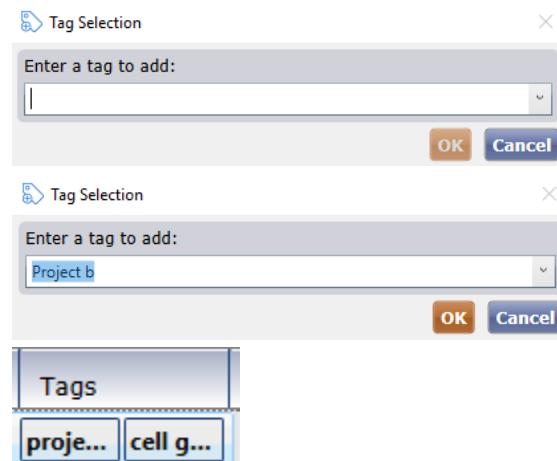 Tag Selection
Enter a tag to add:
OK Cancel
Tag Selection
Enter a tag to add:
Project b
OK Cancel
Tags
proje... cell g...